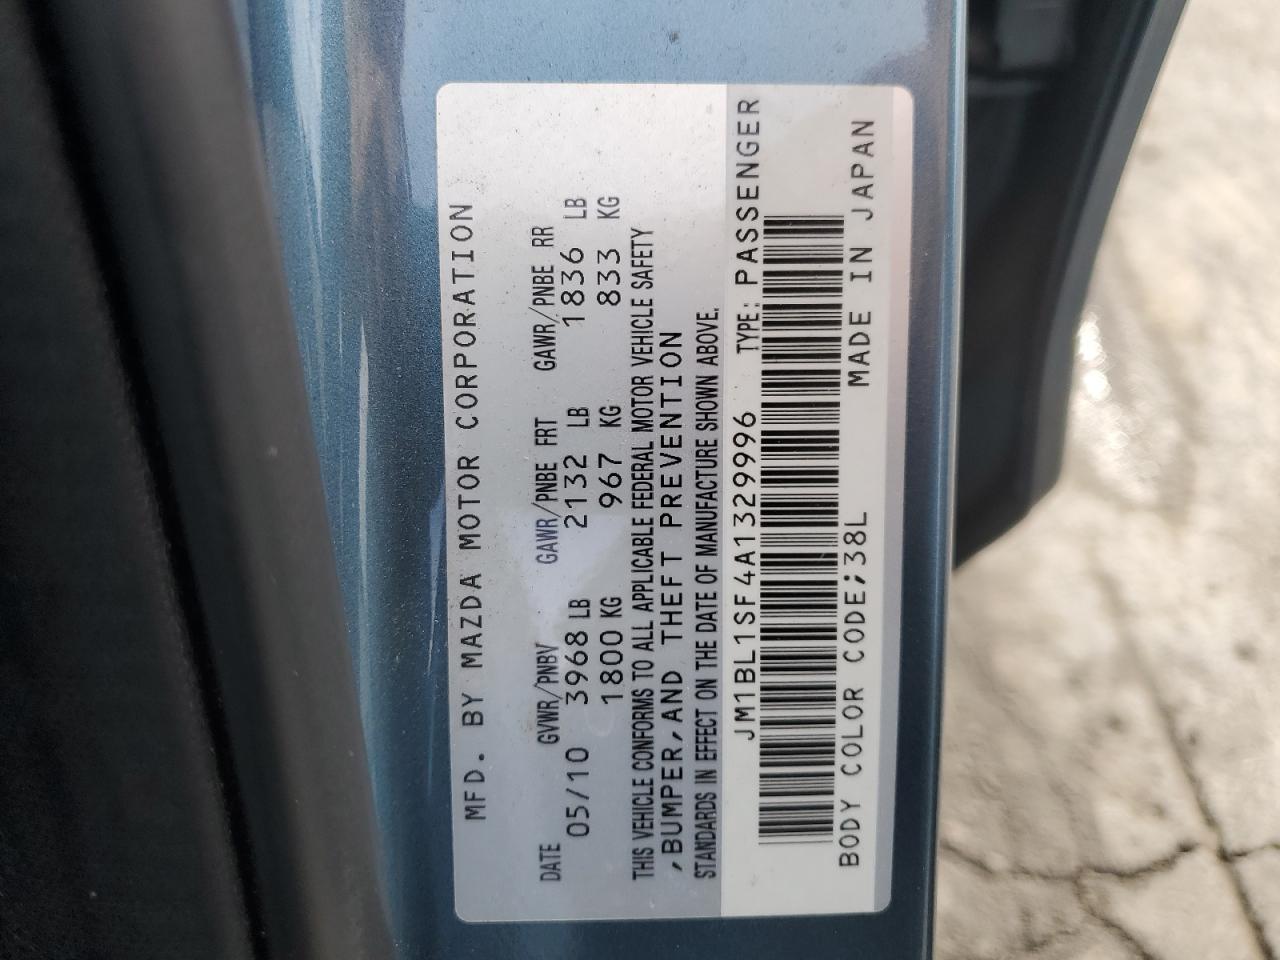 MFD. BY MAZDA MOTOR CORPORATION
DATE GVWR/PNBV GAWR/PNBE FRT GAWR/PNBE RR
05/10 3968 LB 2132 LB 1836 LB
1800 KG 967 KG 833 KG
THIS VEHICLE CONFORMS TO ALL APPLICABLE FEDERAL MOTOR VEHICLE SAFETY
,BUMPER,AND THEFT PREVENTION
STANDARDS IN EFFECT ON THE DATE OF MANUFACTURE SHOWN ABOVE.
JM1BL1SF4A1329996 TYPE: PASSENGER
BODY COLOR CODE;38L MADE IN JAPAN